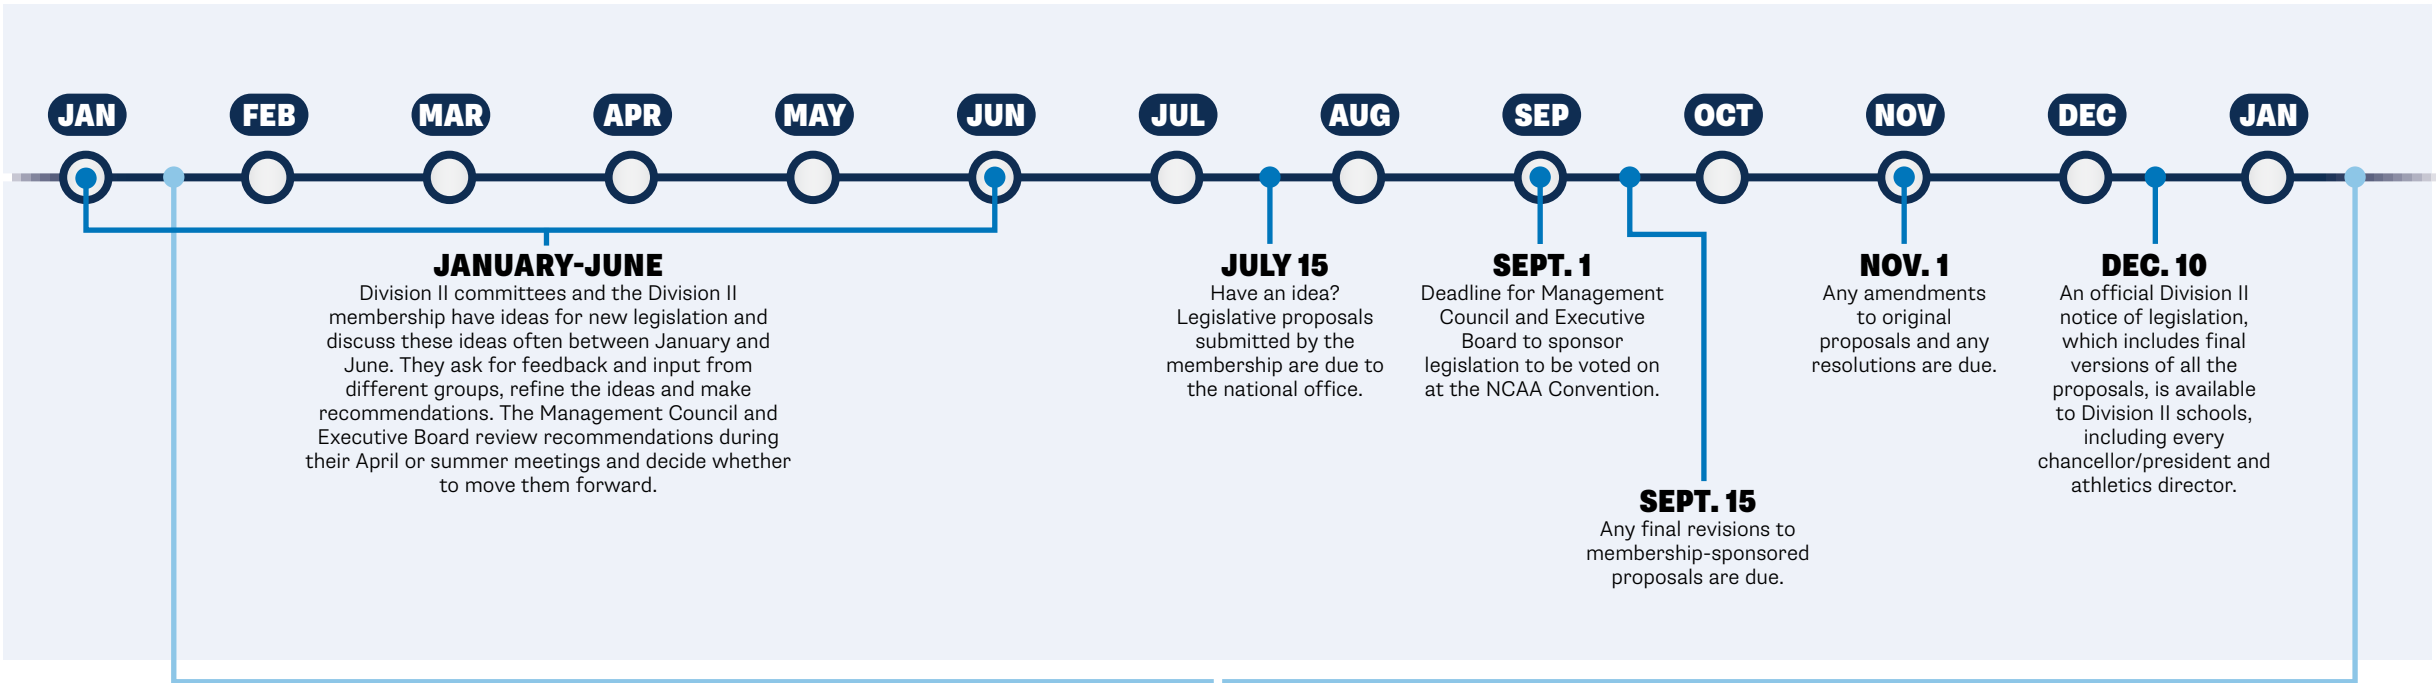 JAN
FEB
MAR
APR
MAY
JUN
JUL
AUG
SEP
OCT
NOV
DEC
JAN
JANUARY-JUNE
Division II committees and the Division II
membership have ideas for new legislation and
discuss these ideas often between January and
June. They ask for feedback and input from
different groups, refine the ideas and make
recommendations. The Management Council and
Executive Board review recommendations during
their April or summer meetings and decide whether
to move them forward.
JULY 15
Have an idea?
Legislative proposals
submitted by the
membership are due to
the national office.
SEPT. 1
Deadline for Management
Council and Executive
Board to sponsor
legislation to be voted on
at the NCAA Convention.
SEPT. 15
Any final revisions to
membership-sponsored
proposals are due.
NOV. 1
Any amendments
to original
proposals and any
resolutions are due.
DEC. 10
An official Division II
notice of legislation,
which includes final
versions of all the
proposals, is available
to Division II schools,
including every
chancellor/president and
athletics director.